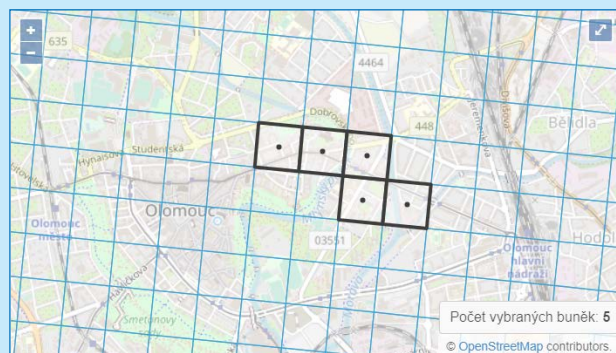 +
−
635
4464
Dobrov
448
Bělidla
Studentská
Hynaisova
Olomouc
Olomouc
město
03551
Hodol
Olomouc
hlavní
nádraží
Havlíčkova
Smetanovy
sady
Počet vybraných buněk: 5
© OpenStreetMap contributors.